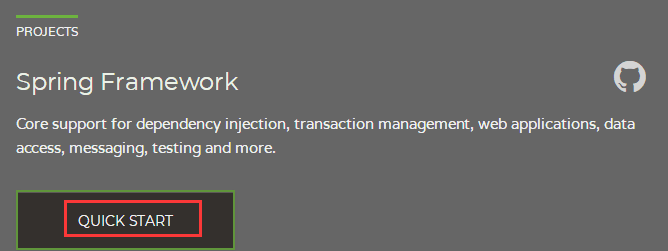 PROJECTS
Spring Framework
Core support for dependency injection, transaction management, web applications, data
access, messaging, testing and more.
QUICK START